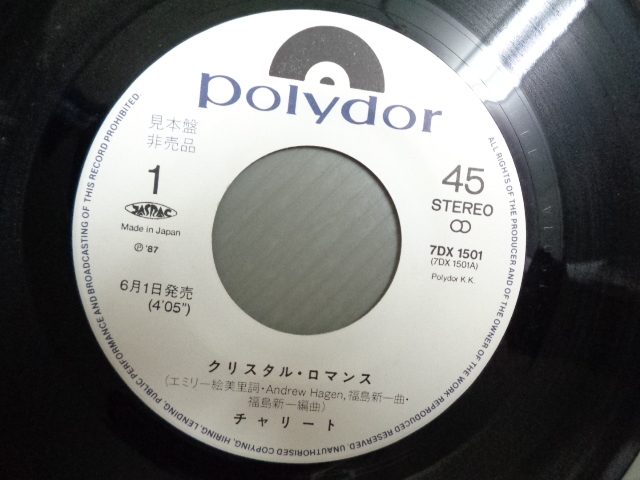 polydor
見本盤
非売品
1
JASRAC
Made in Japan
℗ '87
6月1日発売
(4'05")
45
STEREO
7DX 1501
(7DX 1501A)
Polydor K.K.
クリスタル・ロマンス
(エミリー絵美里詞・Andrew Hagen, 福島新一曲・
福島新一編曲)
チャリート
ALL RIGHTS OF THE PRODUCER AND OF THE OWNER OF THE WORK REPRODUCED RESERVED. UNAUTHORISED COPYING, HIRING, LENDING, PUBLIC PERFORMANCE AND BROADCASTING OF THIS RECORD PROHIBITED.